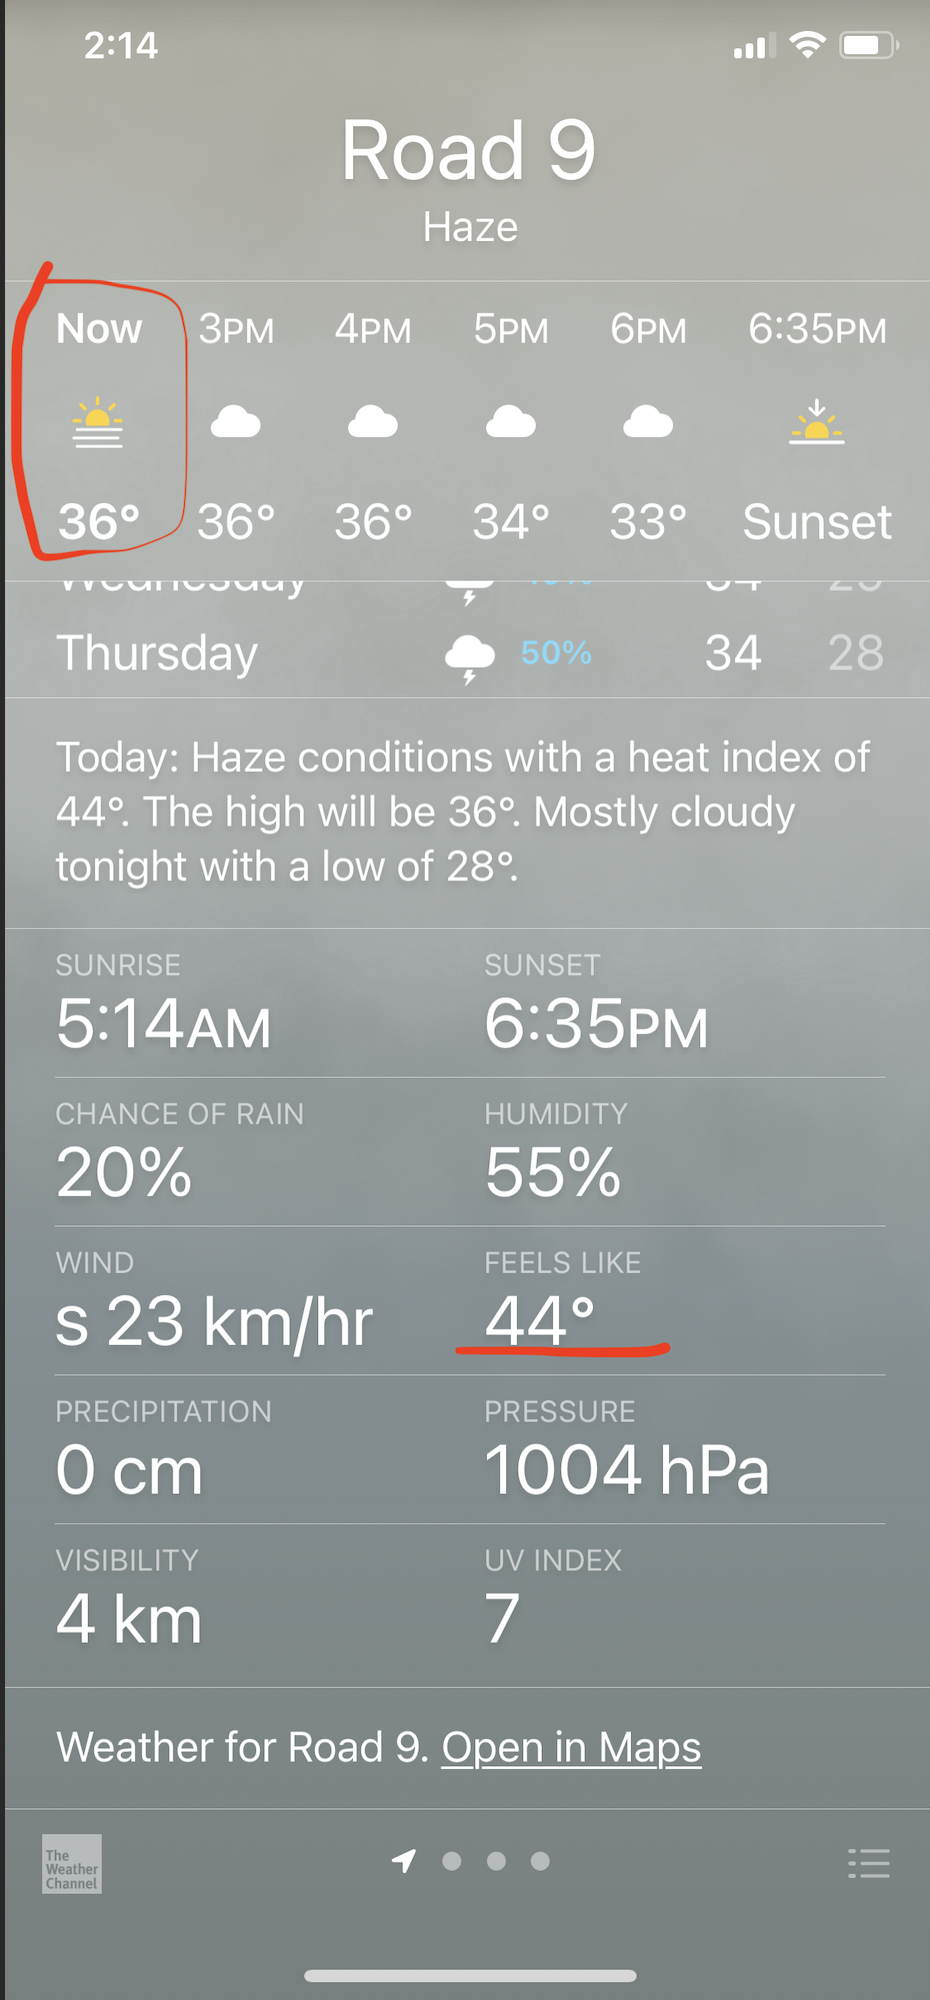 2:14
Road 9
Haze
Now 3PM 4PM 5PM 6PM 6:35PM
36° 36° 36° 34° 33° Sunset
Wednesday
Thursday 50% 34 28
Today: Haze conditions with a heat index of
44°. The high will be 36°. Mostly cloudy
tonight with a low of 28°.
SUNRISE SUNSET
5:14AM 6:35PM
CHANCE OF RAIN HUMIDITY
20% 55%
WIND FEELS LIKE
s 23 km/hr 44°
PRECIPITATION PRESSURE
0 cm 1004 hPa
VISIBILITY UV INDEX
4 km 7
Weather for Road 9. Open in Maps
The
Weather
Channel